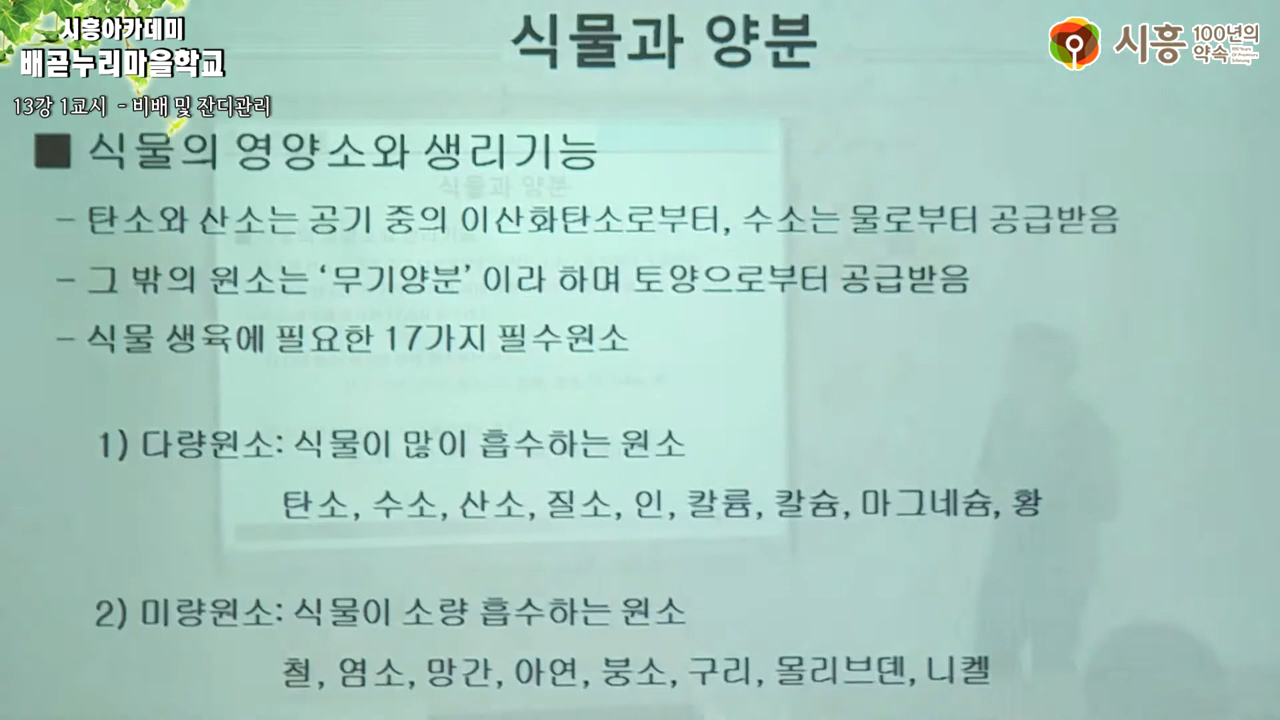 시흥아카데미
배곧누리마을학교
13강 1교시 - 비배 및 잔디관리
시흥 100년의 약속
식물과 양분
■ 식물의 영양소와 생리기능
- 탄소와 산소는 공기 중의 이산화탄소로부터, 수소는 물로부터 공급받음
- 그 밖의 원소는 ‘무기양분’ 이라 하며 토양으로부터 공급받음
- 식물 생육에 필요한 17가지 필수원소
1) 다량원소: 식물이 많이 흡수하는 원소
탄소, 수소, 산소, 질소, 인, 칼륨, 칼슘, 마그네슘, 황
2) 미량원소: 식물이 소량 흡수하는 원소
철, 염소, 망간, 아연, 붕소, 구리, 몰리브덴, 니켈